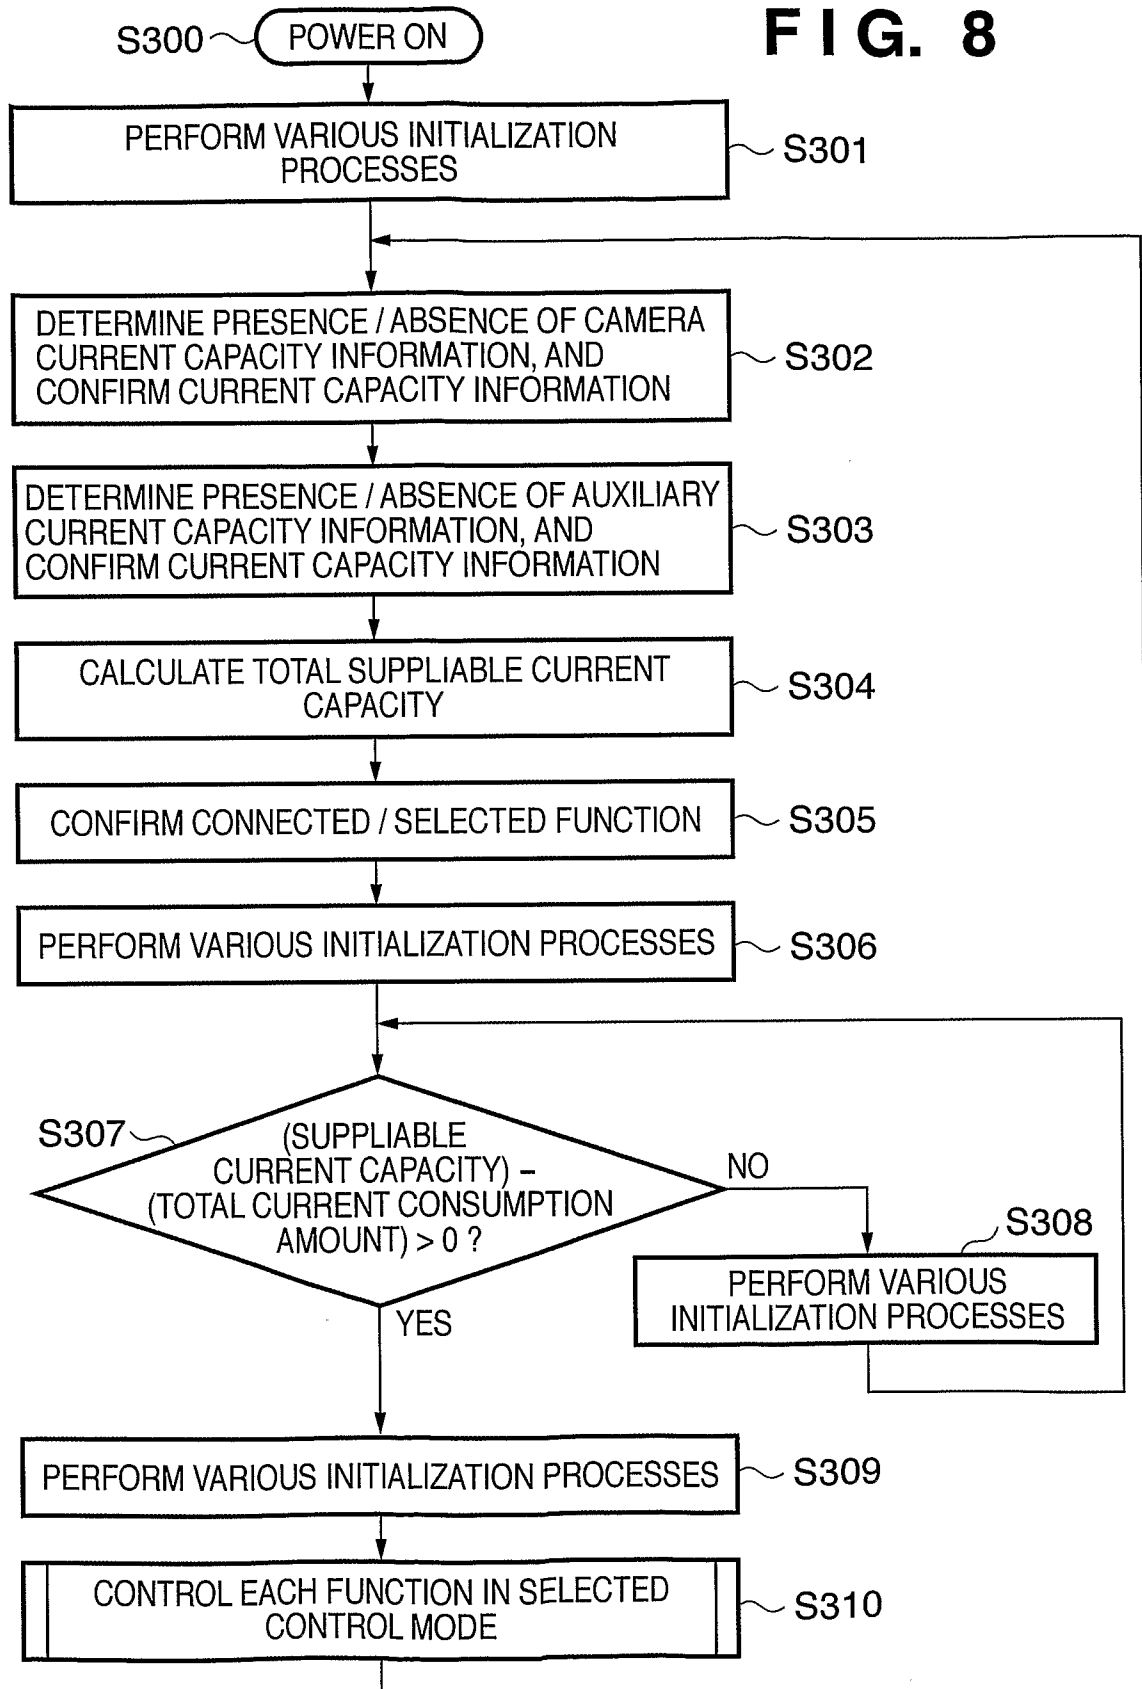 FIG. 8
S300
POWER ON
PERFORM VARIOUS INITIALIZATION
PROCESSES
S301
DETERMINE PRESENCE / ABSENCE OF CAMERA
CURRENT CAPACITY INFORMATION, AND
CONFIRM CURRENT CAPACITY INFORMATION
S302
DETERMINE PRESENCE / ABSENCE OF AUXILIARY
CURRENT CAPACITY INFORMATION, AND
CONFIRM CURRENT CAPACITY INFORMATION
S303
CALCULATE TOTAL SUPPLIABLE CURRENT
CAPACITY
S304
CONFIRM CONNECTED / SELECTED FUNCTION
S305
PERFORM VARIOUS INITIALIZATION PROCESSES
S306
S307
(SUPPLIABLE
CURRENT CAPACITY) –
(TOTAL CURRENT CONSUMPTION
AMOUNT) > 0 ?
NO
YES
S308
PERFORM VARIOUS
INITIALIZATION PROCESSES
PERFORM VARIOUS INITIALIZATION PROCESSES
S309
CONTROL EACH FUNCTION IN SELECTED
CONTROL MODE
S310